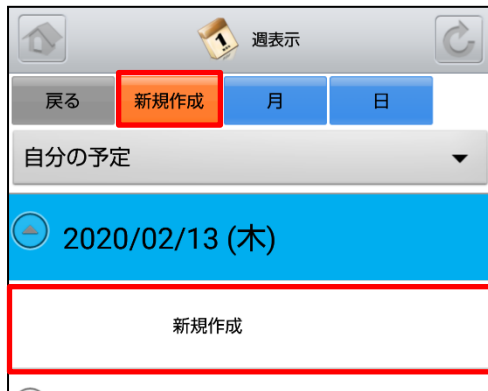 1 週表示
戻る 新規作成 月 日
自分の予定
2020/02/13 (木)
新規作成